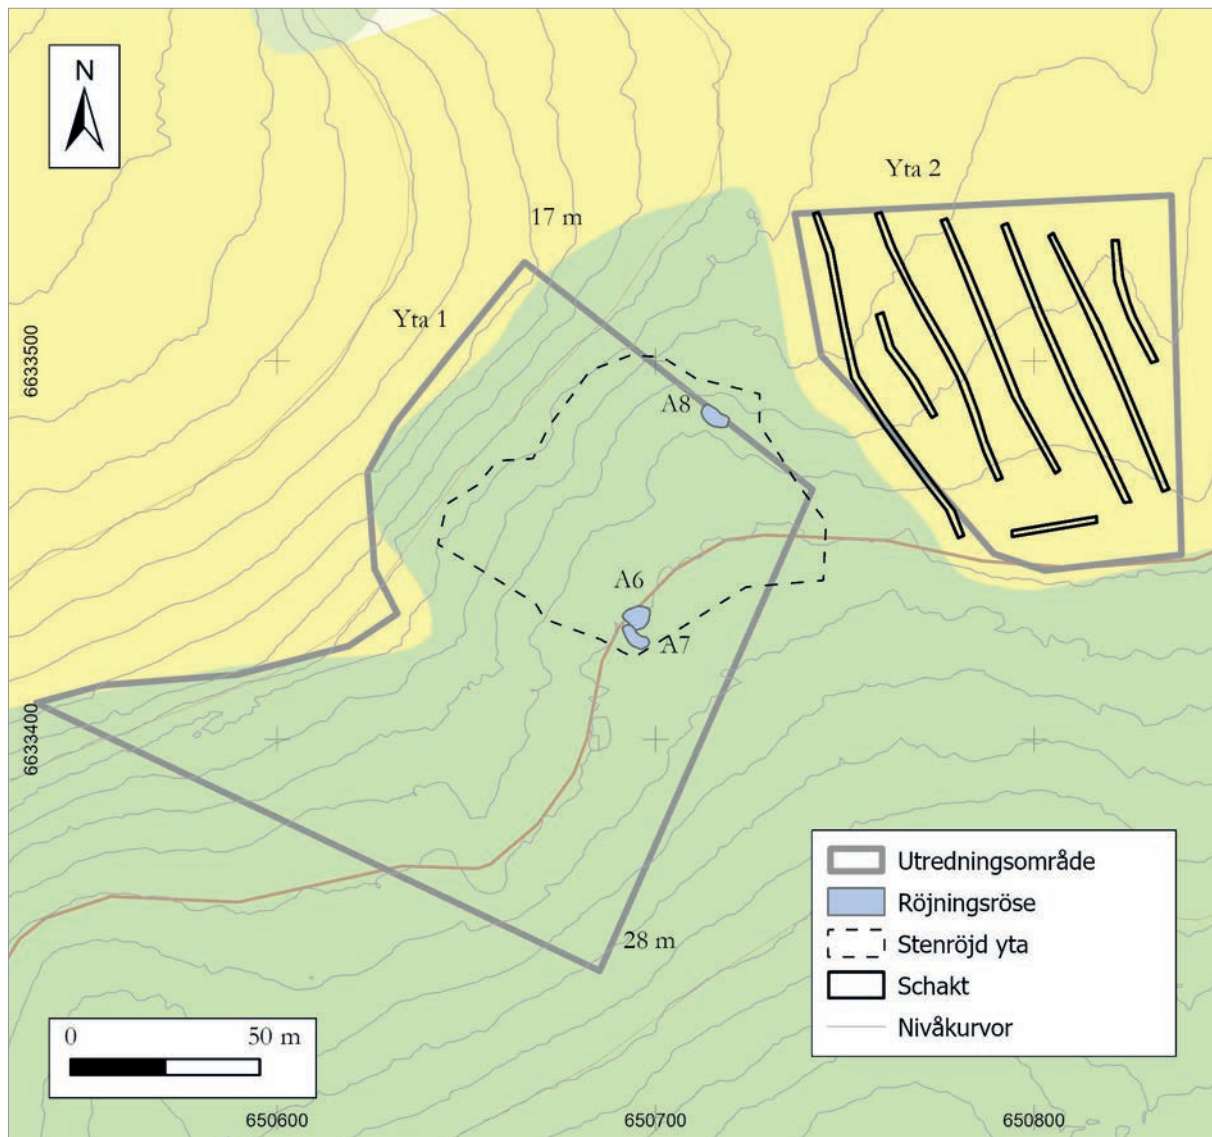 N
Yta 2
17 m
Yta 1
6633500
A8
A6
A7
6633400
28 m
Utredningsområde
Röjningsröse
Stenröjd yta
Schakt
Nivåkurvor
0 50 m
650600 650700 650800